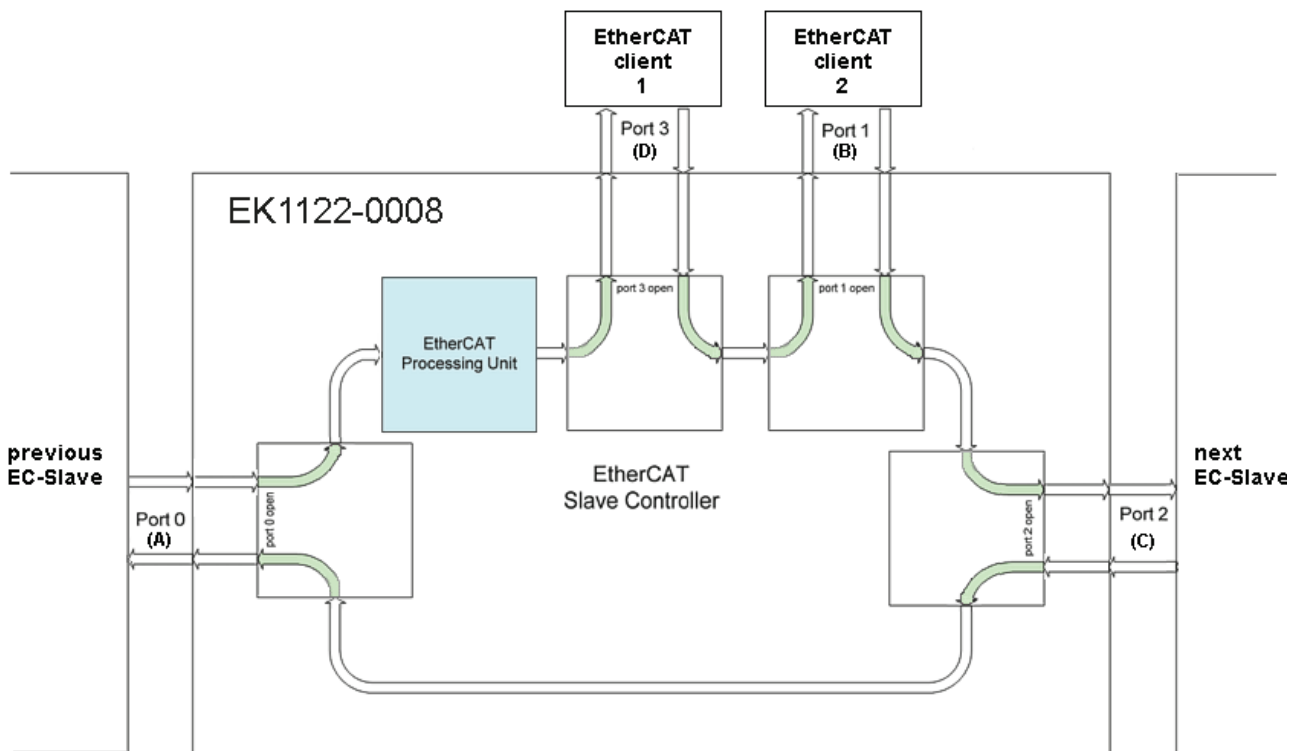 EtherCAT
client
1
EtherCAT
client
2
Port 3
(D)
Port 1
(B)
EK1122-0008
port 3 open
port 1 open
EtherCAT
Processing Unit
previous
EC-Slave
Port 0
(A)
port 0 open
EtherCAT
Slave Controller
port 2 open
Port 2
(C)
next
EC-Slave